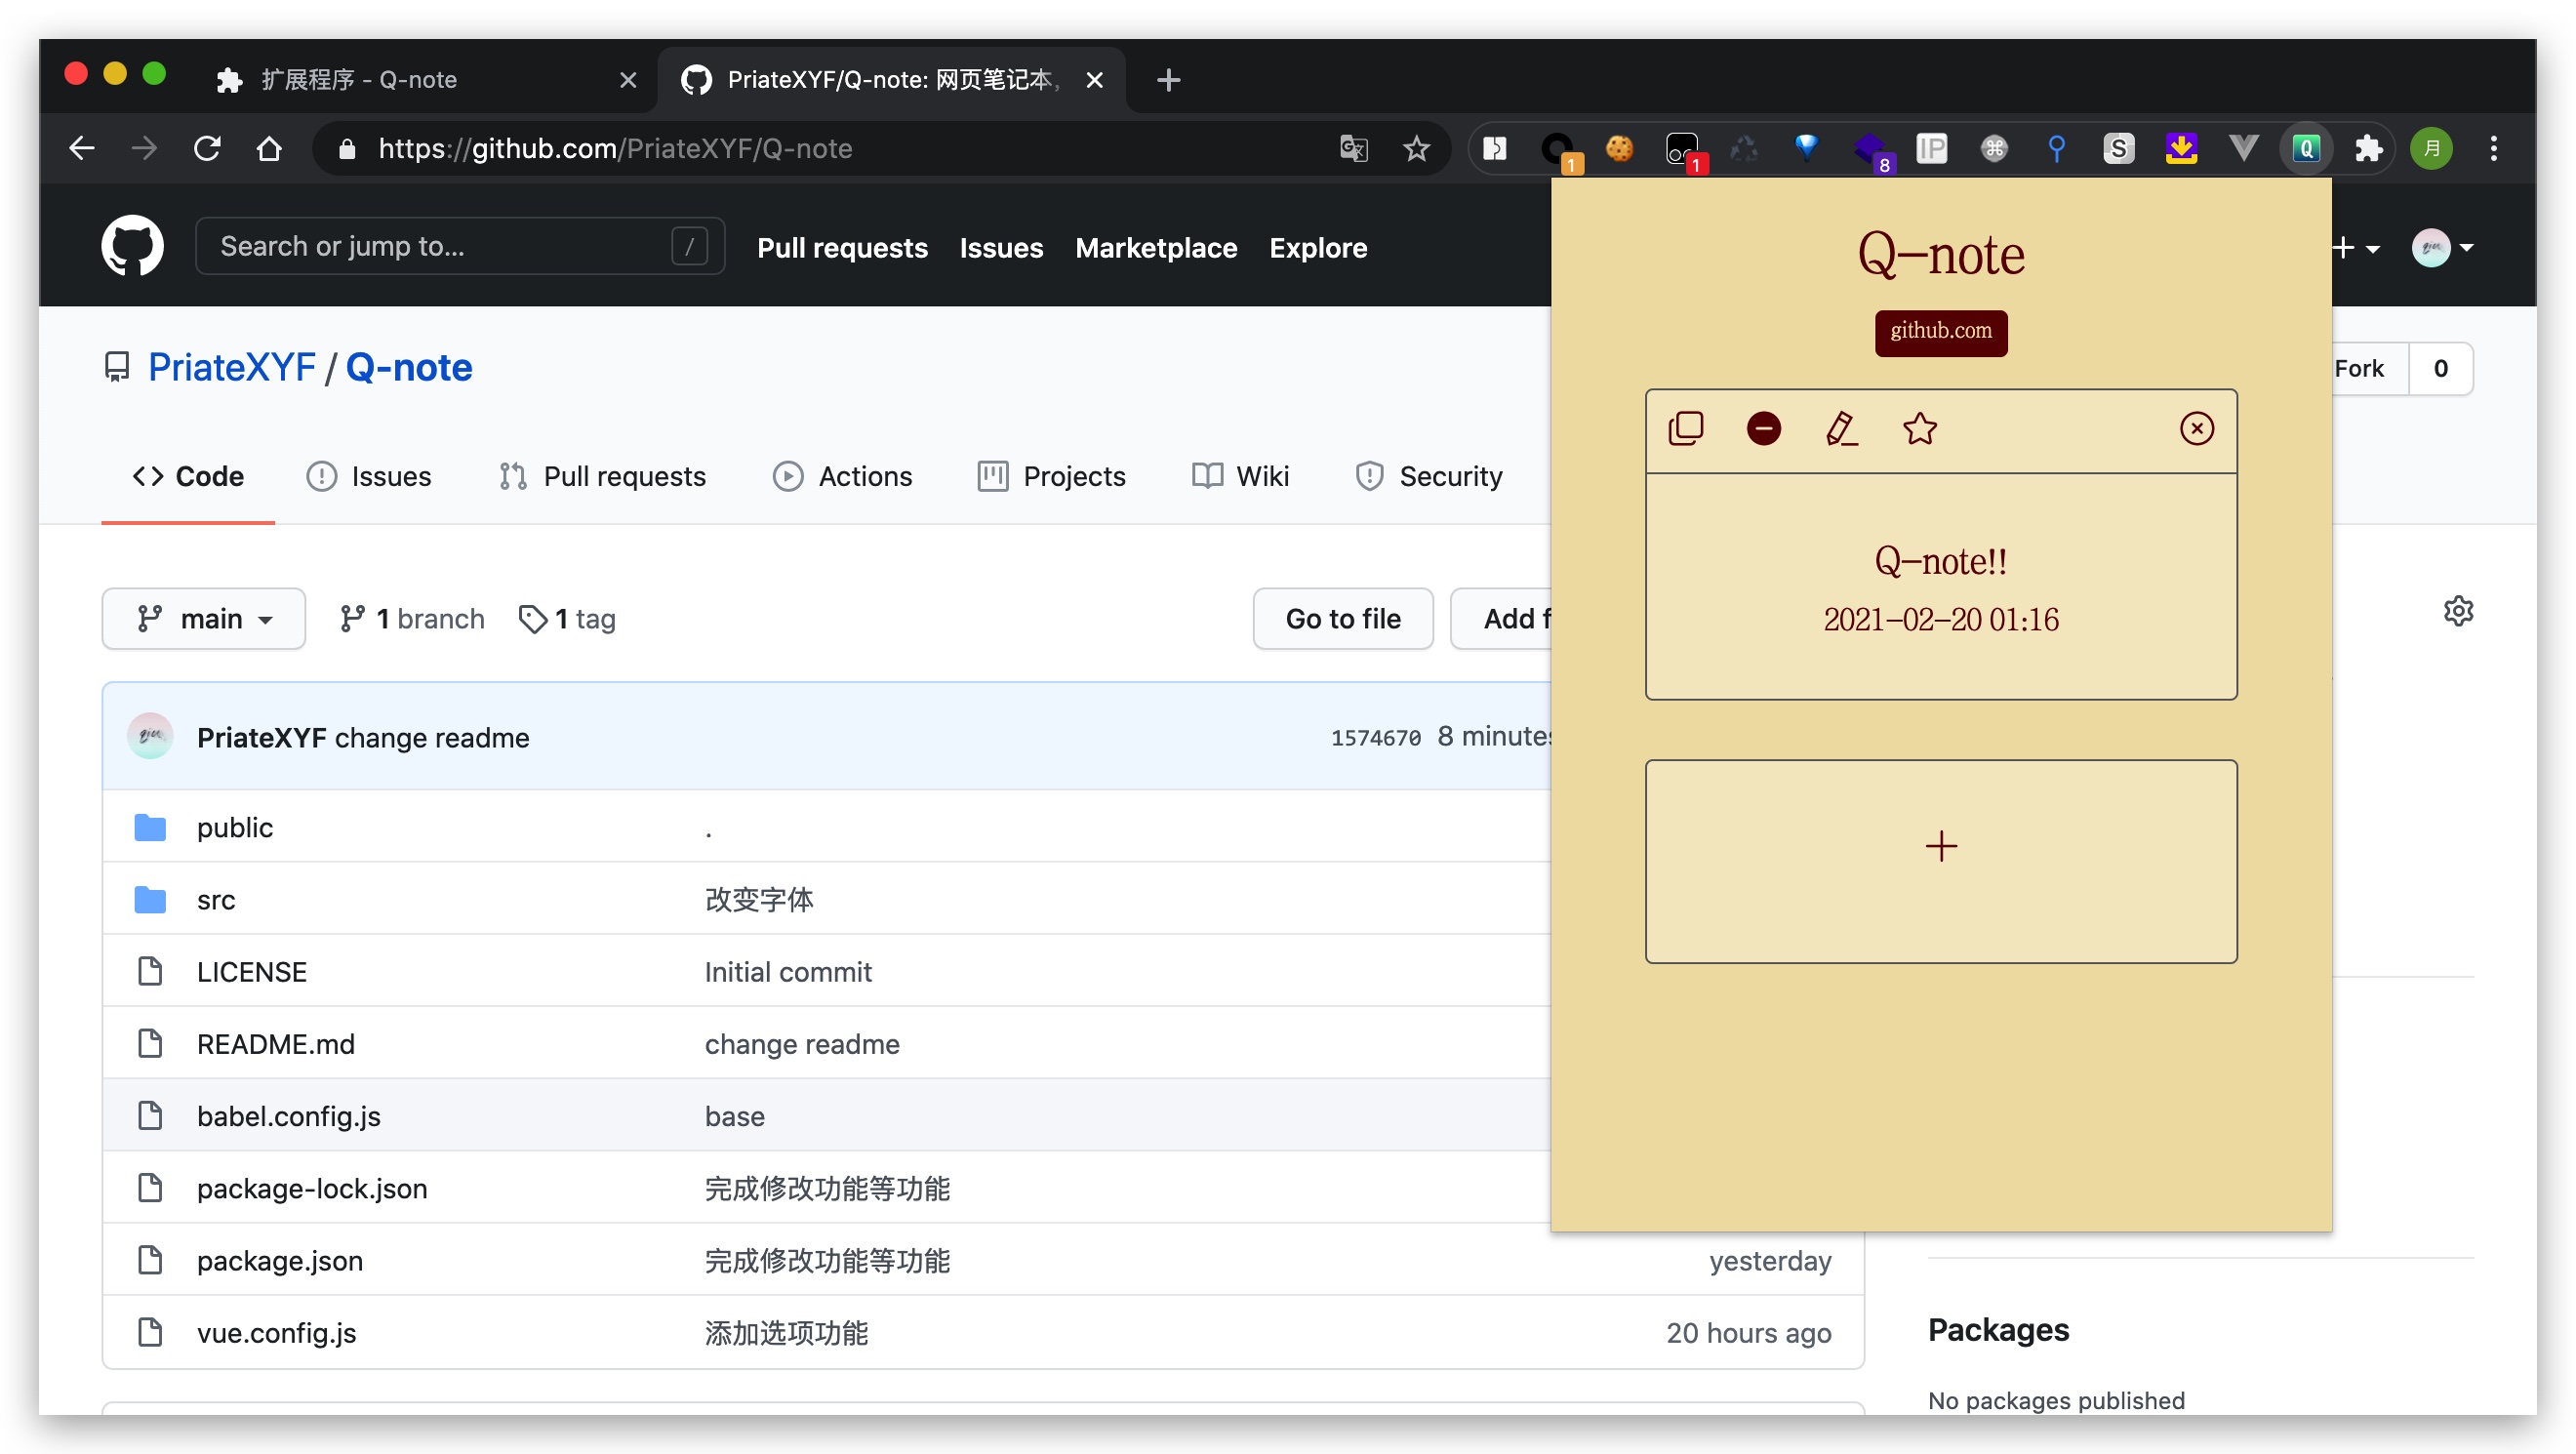 扩展程序 - Q-note
PriateXYF/Q-note: 网页笔记本,
https://github.com/PriateXYF/Q-note
1
1
8
IP
S
Q
月
Search or jump to...
/
Pull requests
Issues
Marketplace
Explore
PriateXYF / Q-note
Fork
0
Code
Issues
Pull requests
Actions
Projects
Wiki
Security
main
1 branch
1 tag
Go to file
Add f
PriateXYF change readme
1574670
8 minutes
public
.
src
改变字体
LICENSE
Initial commit
README.md
change readme
babel.config.js
base
package-lock.json
完成修改功能等功能
package.json
完成修改功能等功能
yesterday
vue.config.js
添加选项功能
20 hours ago
Q-note
github.com
Q-note!!
2021-02-20 01:16
Packages
No packages published